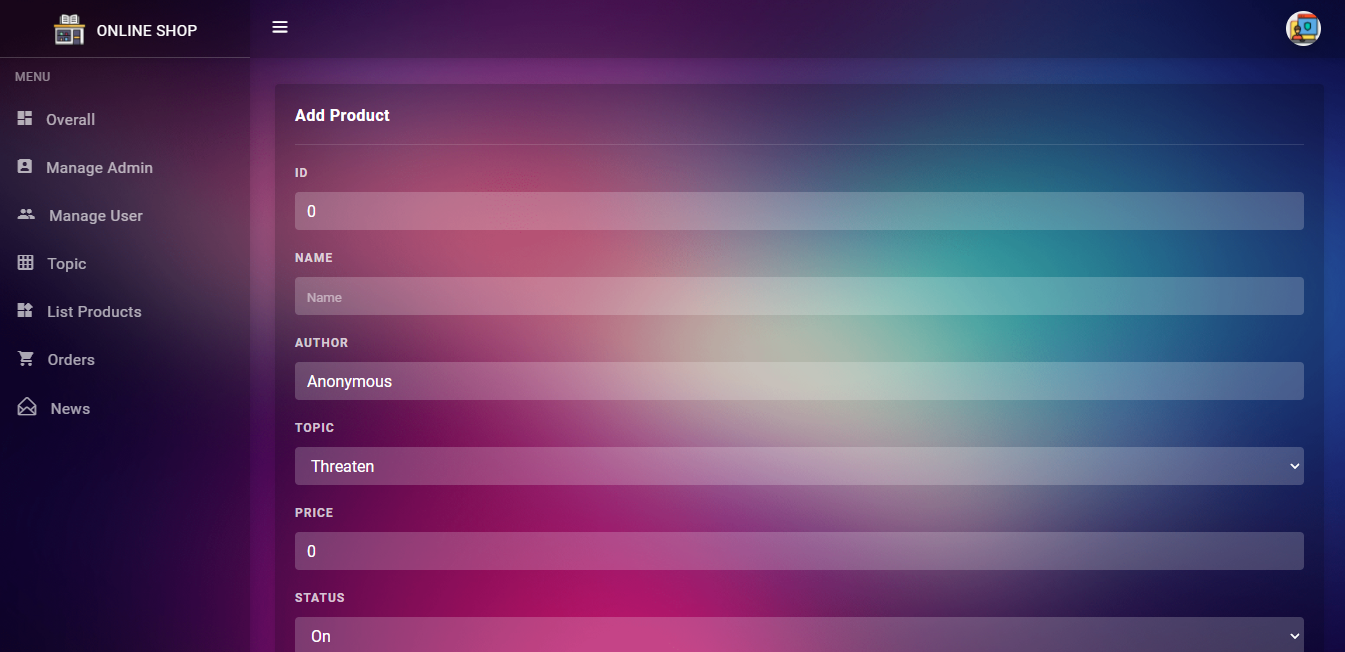 ONLINE SHOP
MENU
Overall
Manage Admin
Manage User
Topic
List Products
Orders
News
Add Product
ID
0
NAME
Name
AUTHOR
Anonymous
TOPIC
Threaten
PRICE
0
STATUS
On